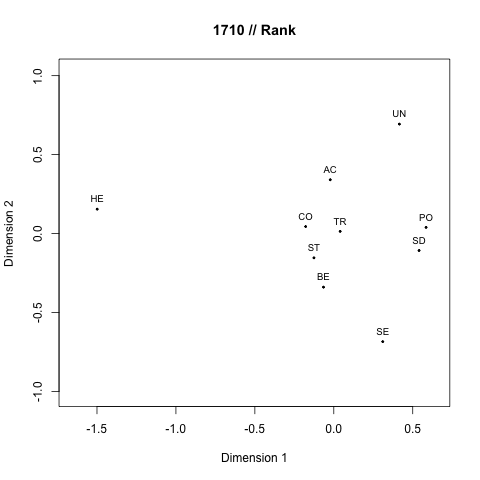 1710 // Rank
Dimension 2
1.0
0.5
0.0
-0.5
-1.0
UN
AC
HE
CO
TR
PO
SD
ST
BE
SE
-1.5 -1.0 -0.5 0.0 0.5
Dimension 1